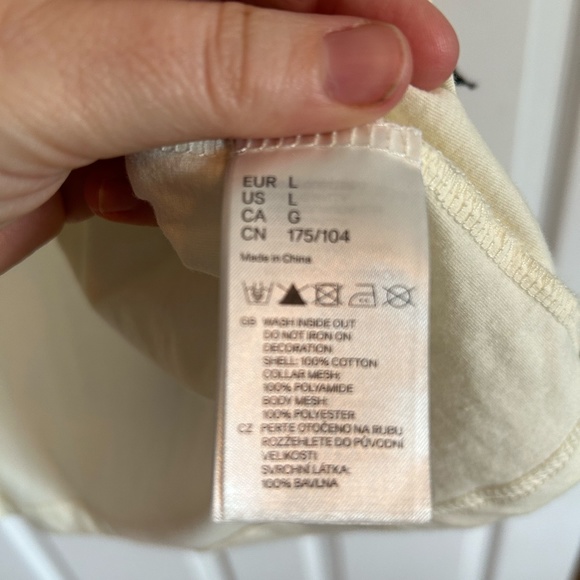 EUR L
US L
CA G
CN 175/104
Made in China
GB WASH INSIDE OUT
DO NOT IRON ON
DECORATION
SHELL: 100% COTTON
COLLAR MESH:
100% POLYAMIDE
BODY MESH:
100% POLYESTER
CZ PERTE OTOČENO NA RUBU
ROZŽEHLETE DO PŮVODNÍ
VELIKOSTI
SVRCHNÍ LÁTKA:
100% BAVLNA